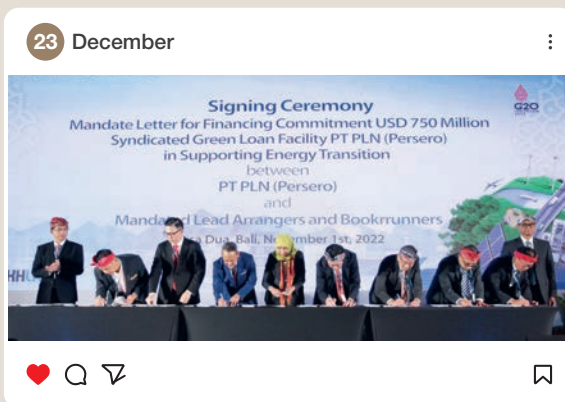 23 December
Signing Ceremony
Mandate Letter for Financing Commitment USD 750 Million
Syndicated Green Loan Facility PT PLN (Persero)
in Supporting Energy Transition
between
PT PLN (Persero)
and
Mandated Lead Arrangers and Bookrrunners
Dua, Bali, November 1st, 2022
G20